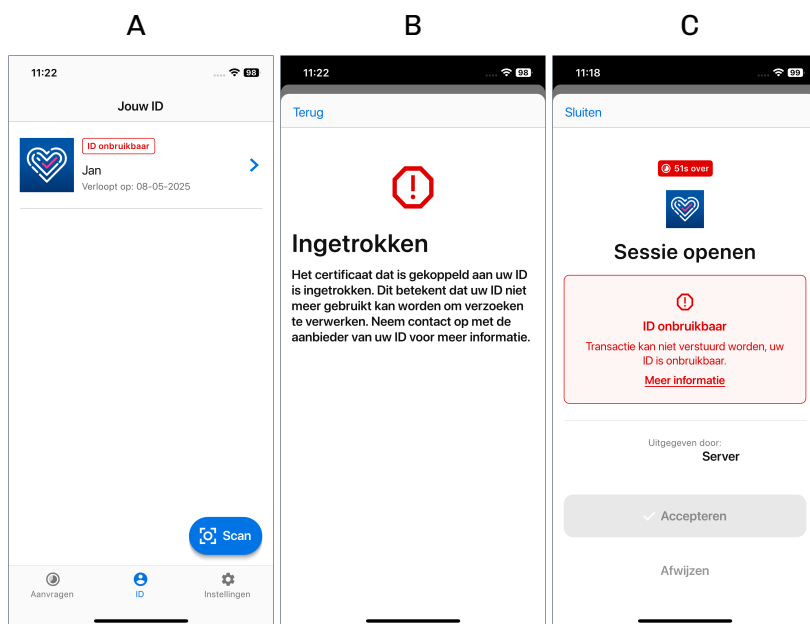 A
B
C
11:22
98
Jouw ID
ID onbruikbaar
Jan
Verloopt op: 08-05-2025
Scan
Aanvragen
ID
Instellingen
11:22
98
Terug
Ingetrokken
Het certificaat dat is gekoppeld aan uw ID
is ingetrokken. Dit betekent dat uw ID niet
meer gebruikt kan worden om verzoeken
te verwerken. Neem contact op met de
aanbieder van uw ID voor meer informatie.
11:18
99
Sluiten
51s over
Sessie openen
ID onbruikbaar
Transactie kan niet verstuurd worden, uw
ID is onbruikbaar.
Meer informatie
Uitgegeven door:
Server
Accepteren
Afwijzen